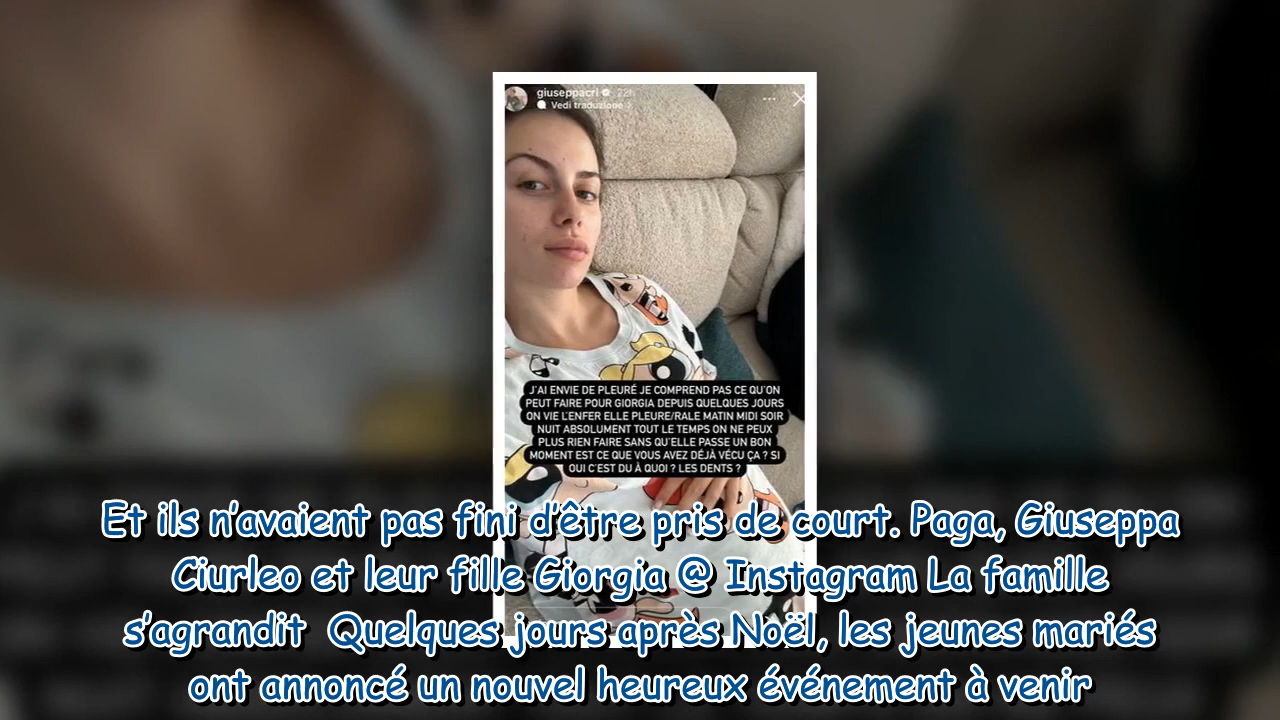 giuseppacri 22h
Vedi traduzione
J'AI ENVIE DE PLEURÉ JE COMPREND PAS CE QU'ON
PEUT FAIRE POUR GIORGIA DEPUIS QUELQUES JOURS
ON VIE L'ENFER ELLE PLEURE/RALE MATIN MIDI SOIR
NUIT ABSOLUMENT TOUT LE TEMPS ON NE PEUX
PLUS RIEN FAIRE SANS QU'ELLE PASSE UN BON
MOMENT EST CE QUE VOUS AVEZ DÉJÀ VÉCU ÇA ? SI
OUI C'EST DU À QUOI ? LES DENTS ?
Et ils n'avaient pas fini d'être pris de court. Paga, Giuseppa
Ciurleo et leur fille Giorgia @ Instagram La famille
s'agrandit  Quelques jours après Noël, les jeunes mariés
ont annoncé un nouvel heureux événement à venir